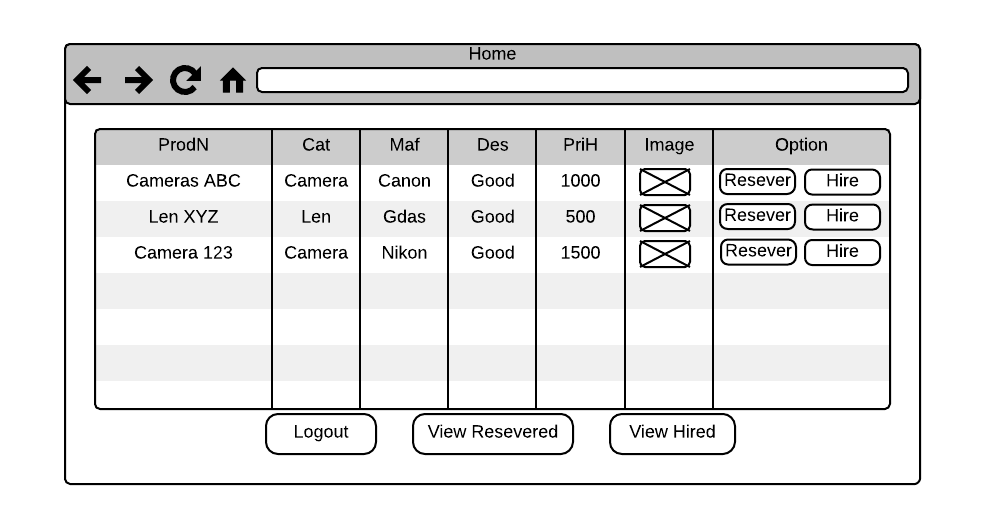 Home
ProdN Cat Maf Des PriH Image Option
Cameras ABC Camera Canon Good 1000 Resever Hire
Len XYZ Len Gdas Good 500 Resever Hire
Camera 123 Camera Nikon Good 1500 Resever Hire
Logout View Resevered View Hired